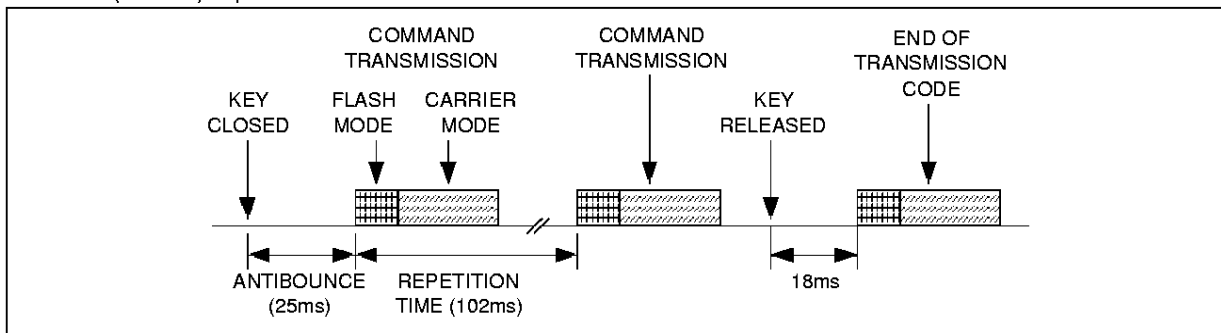 COMMAND
TRANSMISSION
COMMAND
TRANSMISSION
END OF
TRANSMISSION
CODE
KEY
CLOSED
FLASH
MODE
CARRIER
MODE
KEY
RELEASED
ANTIBOUNCE
(25ms)
REPETITION
TIME (102ms)
18ms